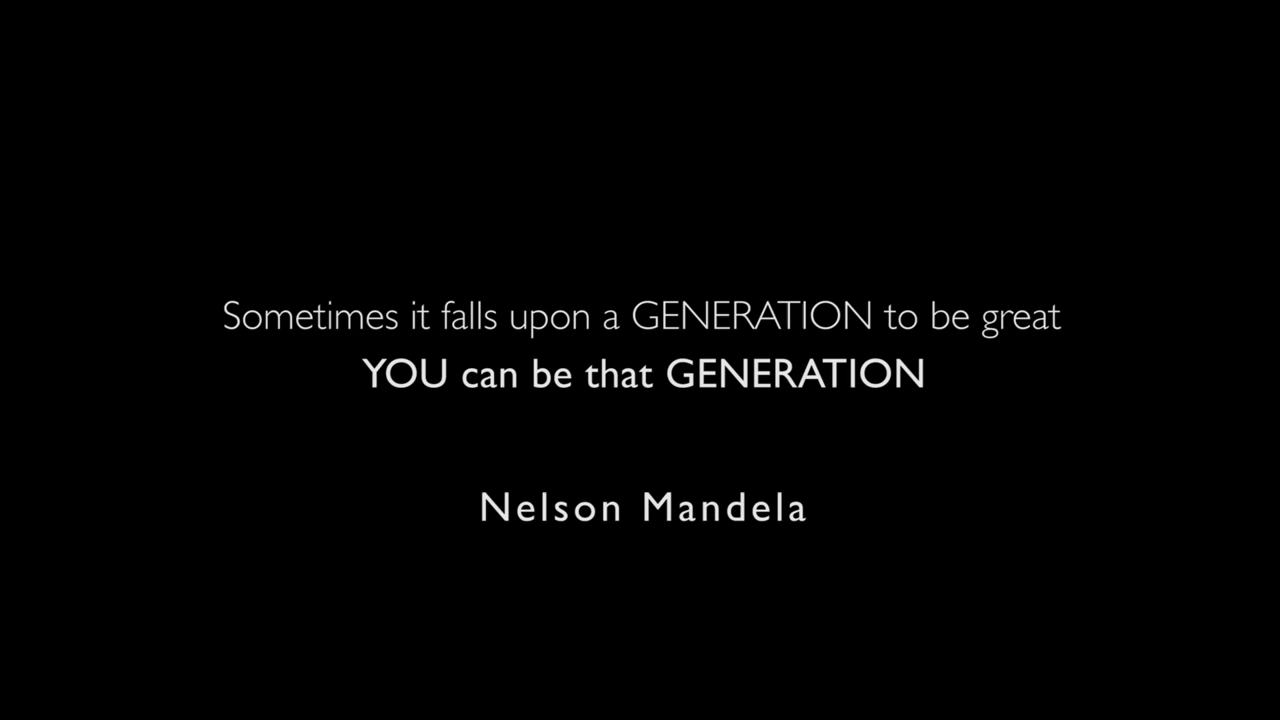 Sometimes it falls upon a GENERATION to be great
YOU can be that GENERATION
Nelson Mandela